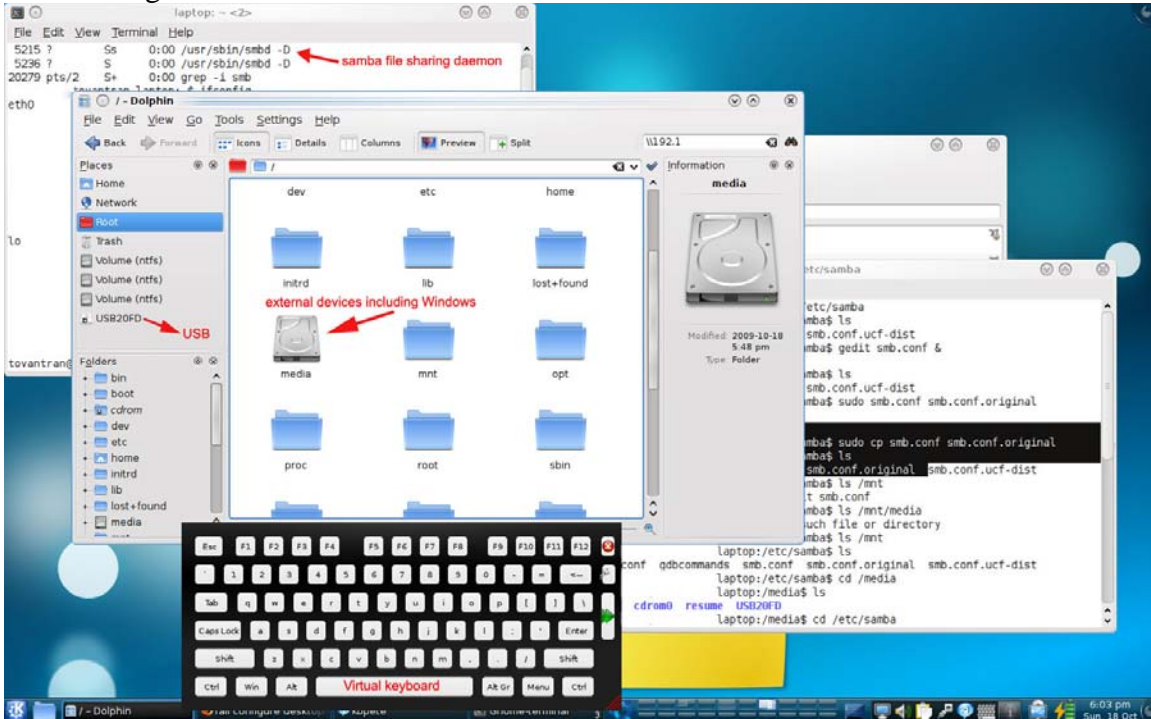 laptop: ~ <2>
File Edit View Terminal Help
5215 ? Ss 0:00 /usr/sbin/smbd -D
5236 ? S 0:00 /usr/sbin/smbd -D
samba file sharing daemon
20279 pts/2 S+ 0:00 grep -i smb
eth0
lo
tovantran@
/ - Dolphin
File Edit View Go Tools Settings Help
Back Forward Icons Details Columns Preview Split \\192.1
Places
Home
Network
Root
Trash
Volume (ntfs)
Volume (ntfs)
Volume (ntfs)
USB20FD
USB
Folders
bin
boot
cdrom
dev
etc
home
initrd
lib
lost+found
media
/
dev etc home
initrd lib lost+found
external devices including Windows
media mnt opt
proc root sbin
Information
media
Modified: 2009-10-18
5:48 pm
Type: Folder
etc/samba
etc/samba
mba$ ls
smb.conf.ucf-dist
mba$ gedit smb.conf &
mba$ ls
smb.conf.ucf-dist
mba$ sudo smb.conf smb.conf.original
mba$ sudo cp smb.conf smb.conf.original
mba$ ls
smb.conf.original smb.conf.ucf-dist
mba$ ls /mnt
t smb.conf
mba$ ls /mnt/media
uch file or directory
mba$ ls /mnt
laptop:/etc/samba$ ls
conf gdbcommands smb.conf smb.conf.original smb.conf.ucf-dist
laptop:/etc/samba$ cd /media
laptop:/media$ ls
cdrom0 resume USB20FD
laptop:/media$ cd /etc/samba
Esc F1 F2 F3 F4 F5 F6 F7 F8 F9 F10 F11 F12
` 1 2 3 4 5 6 7 8 9 0 - = <--
Tab q w e r t y u i o p [ ] \
Caps Lock a s d f g h j k l ; ' Enter
Shift z x c v b n m , . / Shift
Ctrl Win Alt Virtual keyboard Alt Gr Menu Ctrl
/ - Dolphin
6:03 pm
Sun, 18 Oct